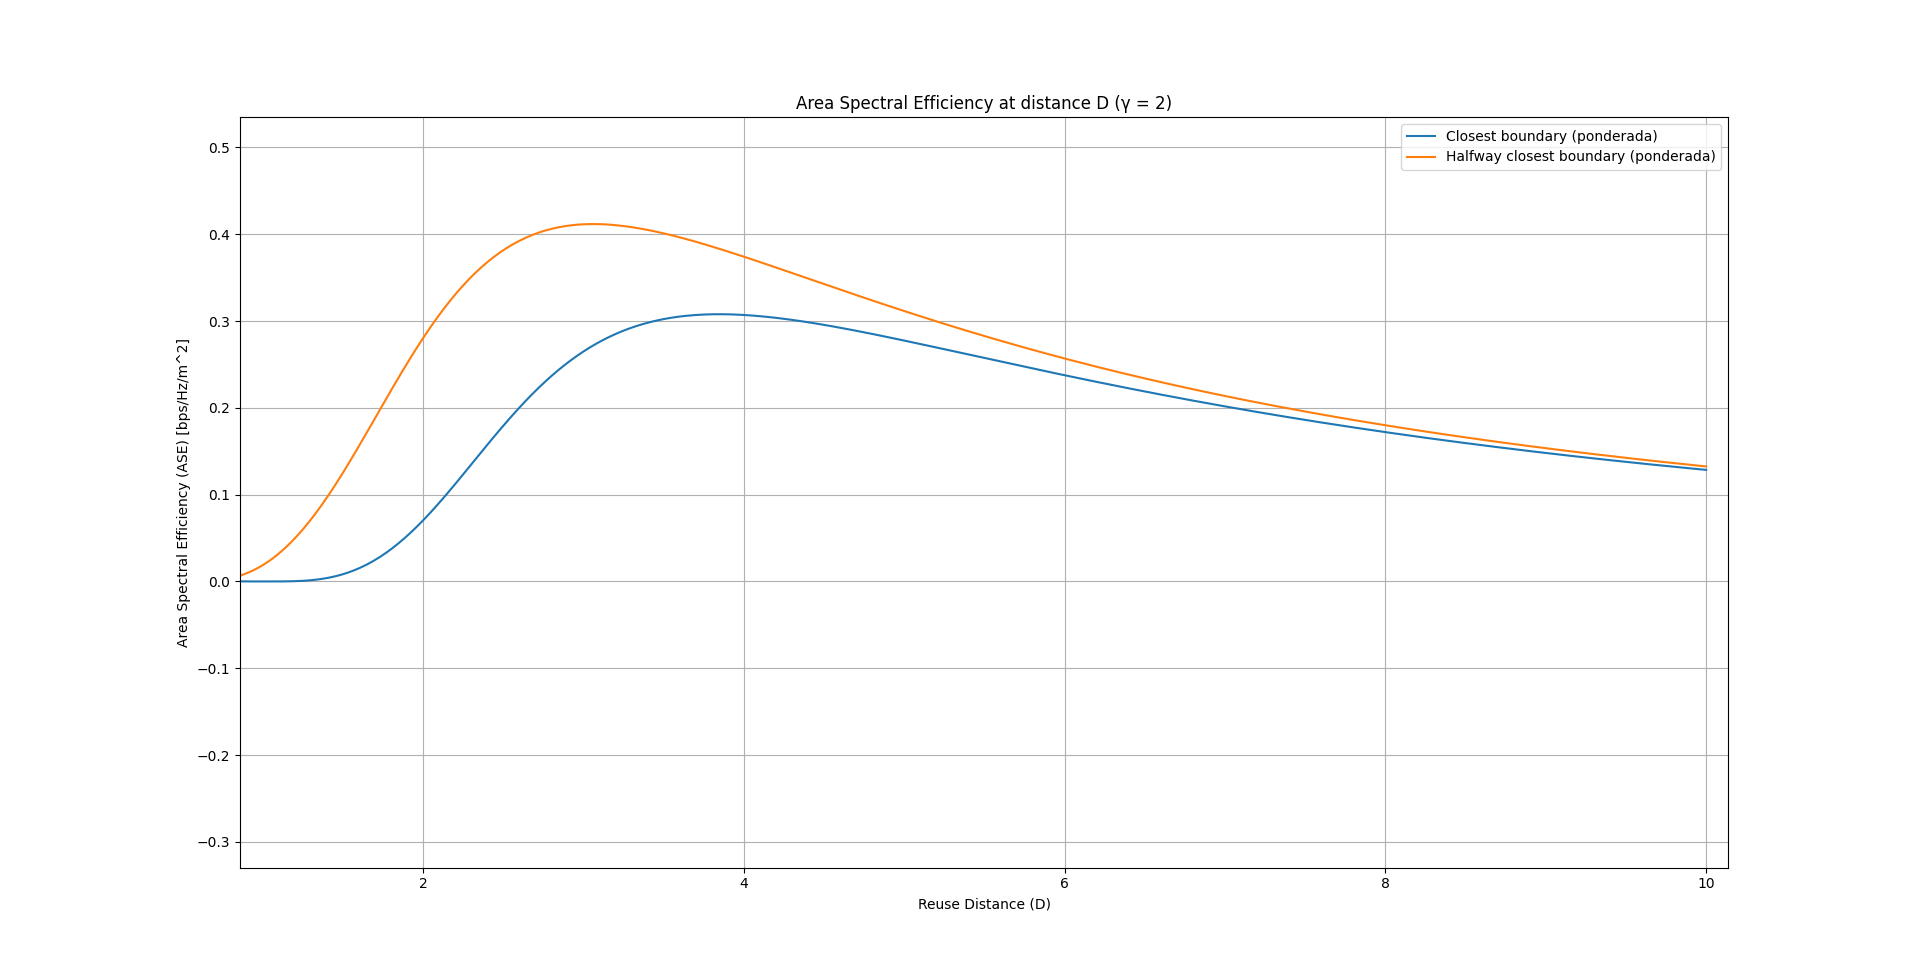 Area Spectral Efficiency at distance D (γ = 2)
Closest boundary (ponderada)
Halfway closest boundary (ponderada)
Area Spectral Efficiency (ASE) [bps/Hz/m^2]
0.5
0.4
0.3
0.2
0.1
0.0
−0.1
−0.2
−0.3
2 4 6 8 10
Reuse Distance (D)